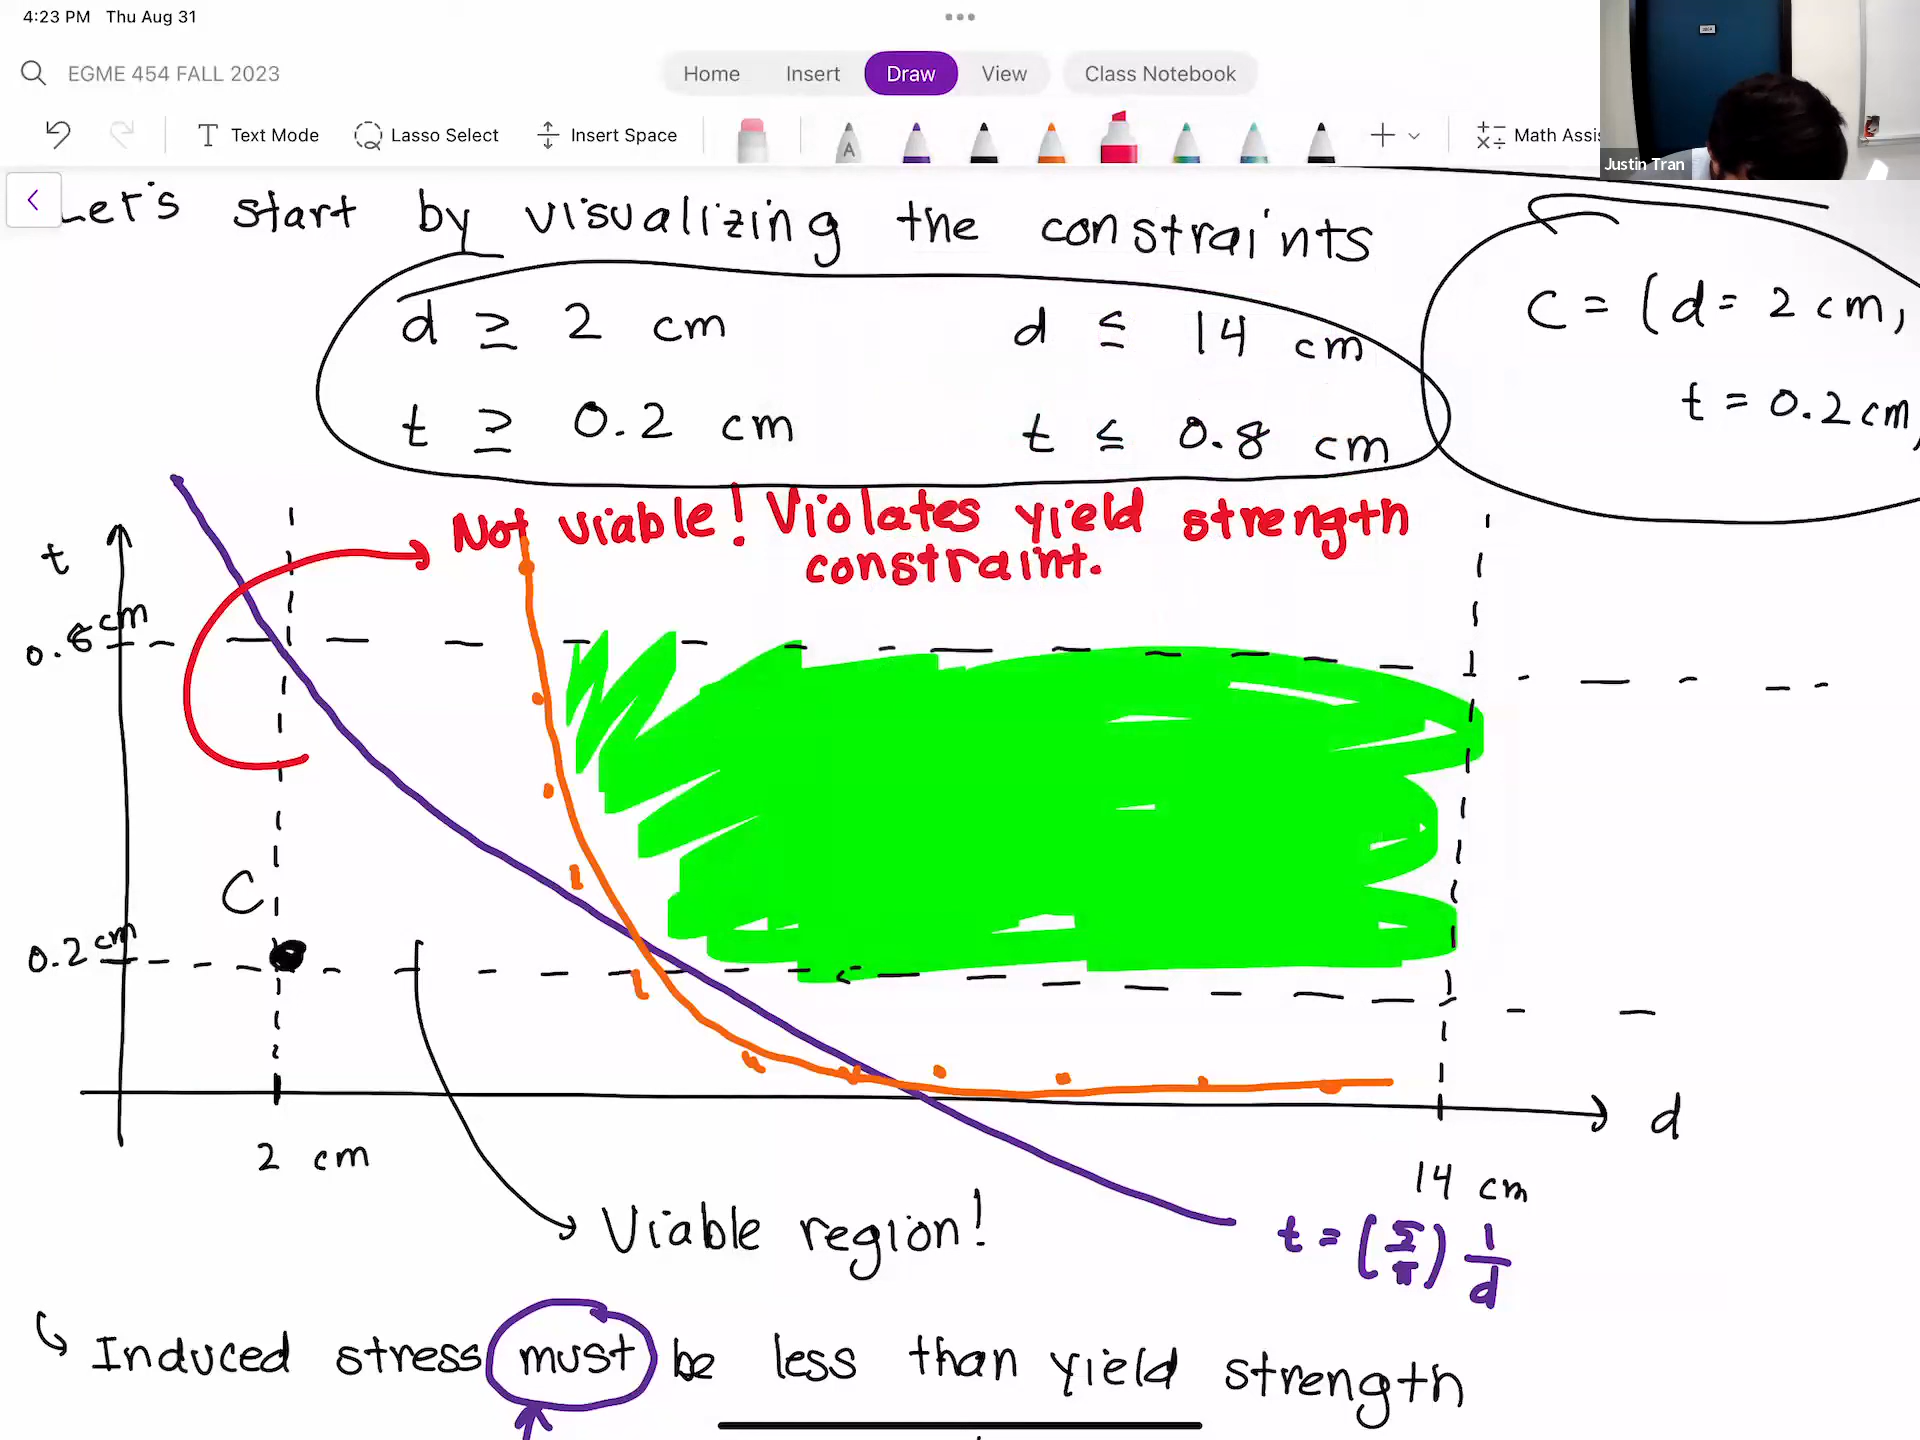 4:23 PM Thu Aug 31
EGME 454 FALL 2023
Home Insert Draw View Class Notebook
Text Mode Lasso Select Insert Space Math Assis
Justin Tran
Let's start by visualizing the constraints
d ≥ 2 cm d ≤ 14 cm
t ≥ 0.2 cm t ≤ 0.8 cm
C = (d = 2 cm,
t = 0.2 cm,
Not viable! Violates yield strength
constraint.
t
0.8 cm
C
0.2 cm
d
2 cm
14 cm
Viable region!
t = (5/π) 1/d
↳ Induced stress must be less than yield strength